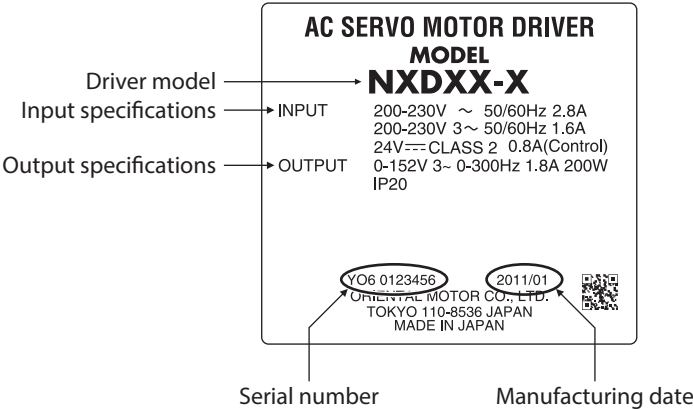 AC SERVO MOTOR DRIVER
MODEL
Driver model NXDXX-X
Input specifications INPUT 200-230V ~ 50/60Hz 2.8A
200-230V 3~ 50/60Hz 1.6A
24V⎓CLASS 2 0.8A(Control)
Output specifications OUTPUT 0-152V 3~ 0-300Hz 1.8A 200W
IP20
YO6 0123456 2011/01
ORIENTAL MOTOR CO., LTD.
TOKYO 110-8536 JAPAN
MADE IN JAPAN
Serial number Manufacturing date